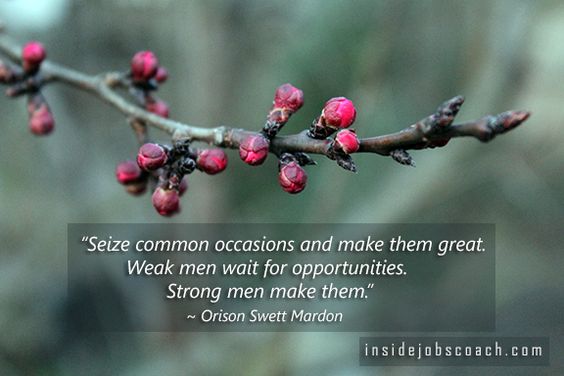 “Seize common occasions and make them great.
Weak men wait for opportunities.
Strong men make them.”
~ Orison Swett Mardon
insidejobscoach.com